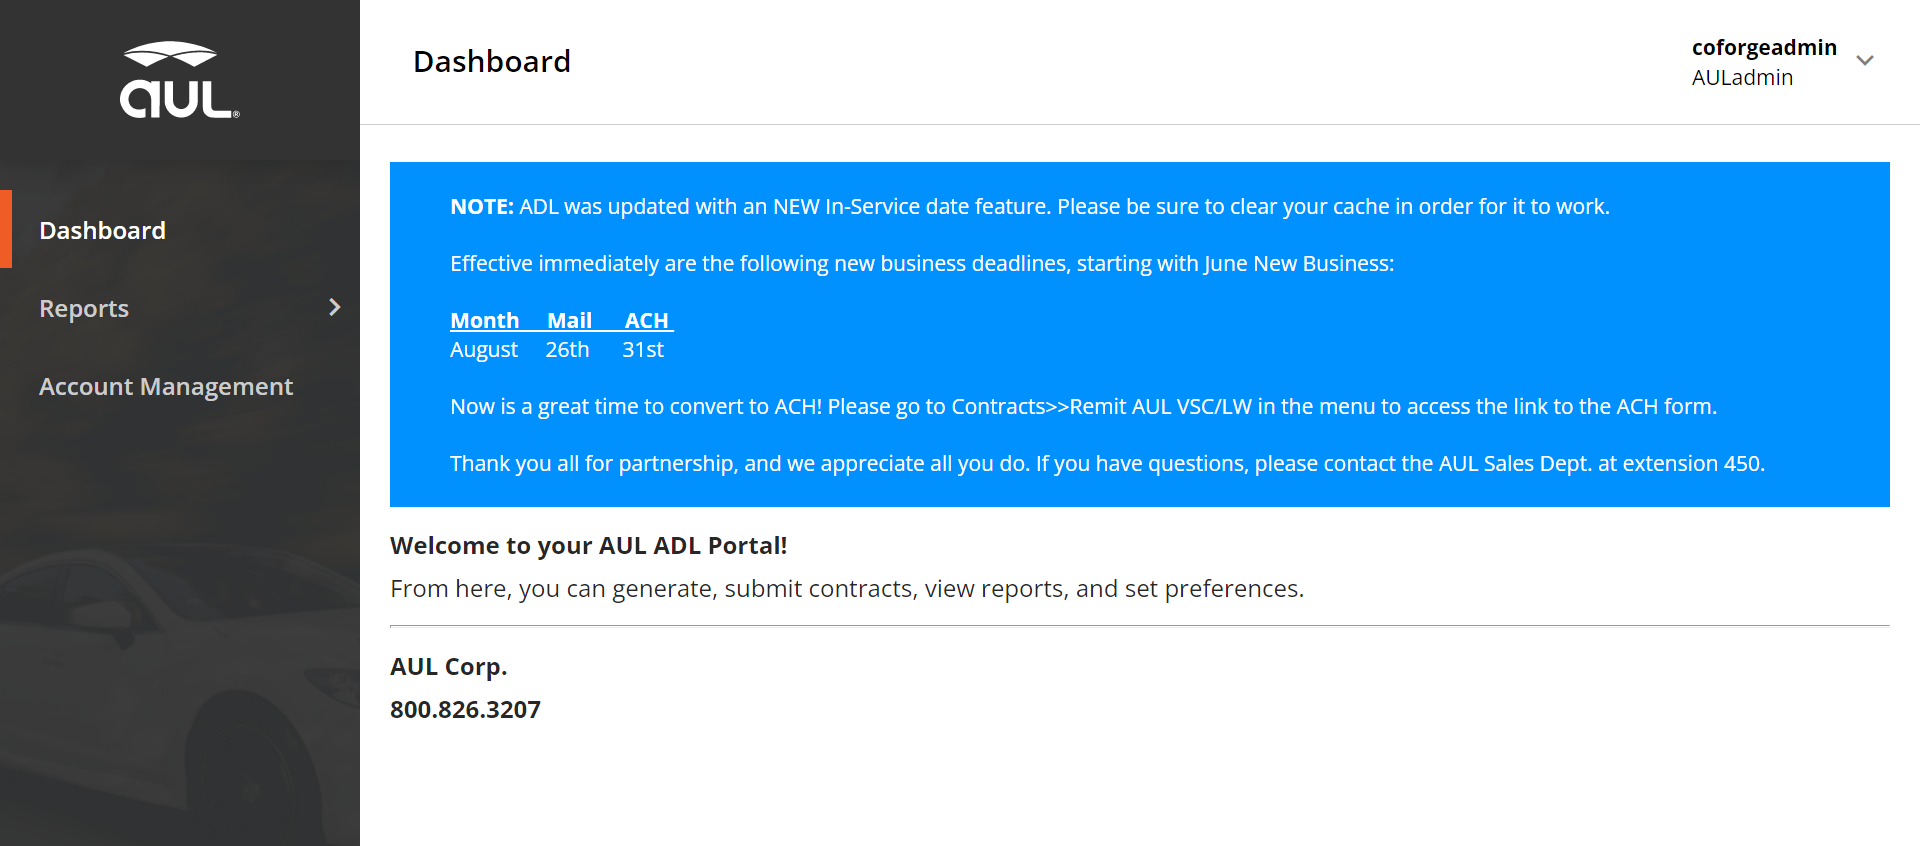 aul®
Dashboard
Reports
Account Management
Dashboard
coforgeadmin
AULadmin
NOTE: ADL was updated with an NEW In-Service date feature. Please be sure to clear your cache in order for it to work.
Effective immediately are the following new business deadlines, starting with June New Business:
Month Mail ACH
August 26th 31st
Now is a great time to convert to ACH! Please go to Contracts>>Remit AUL VSC/LW in the menu to access the link to the ACH form.
Thank you all for partnership, and we appreciate all you do. If you have questions, please contact the AUL Sales Dept. at extension 450.
Welcome to your AUL ADL Portal!
From here, you can generate, submit contracts, view reports, and set preferences.
AUL Corp.
800.826.3207